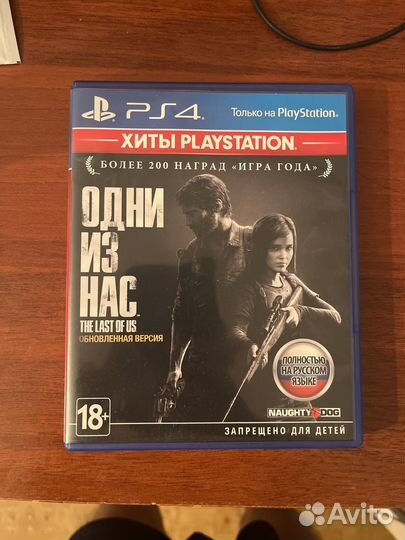 PS4
Только на PlayStation
ХИТЫ PLAYSTATION
БОЛЕЕ 200 НАГРАД «ИГРА ГОДА»
ОДНИ
ИЗ
НАС
THE LAST OF US
ОБНОВЛЕННАЯ ВЕРСИЯ
ПОЛНОСТЬЮ
НА РУССКОМ
ЯЗЫКЕ
18+
NAUGHTY DOG
ЗАПРЕЩЕНО ДЛЯ ДЕТЕЙ
Avito